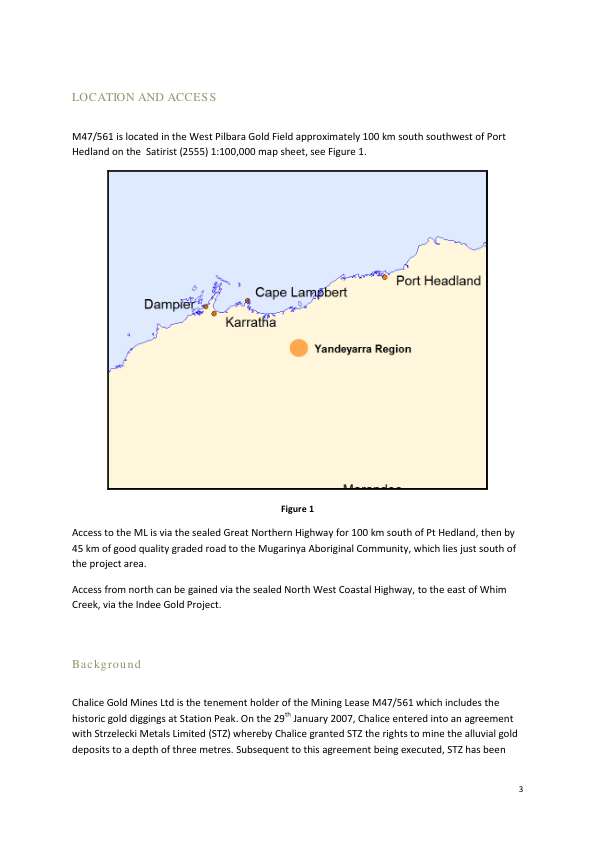 LOCATION AND ACCESS
M47/561 is located in the West Pilbara Gold Field approximately 100 km south southwest of Port
Hedland on the  Satirist (2555) 1:100,000 map sheet, see Figure 1.
Port Headland
Cape Lampbert
Dampier
Karratha
Yandeyarra Region
Figure 1
Access to the ML is via the sealed Great Northern Highway for 100 km south of Pt Hedland, then by
45 km of good quality graded road to the Mugarinya Aboriginal Community, which lies just south of
the project area.
Access from north can be gained via the sealed North West Coastal Highway, to the east of Whim
Creek, via the Indee Gold Project.
Background
Chalice Gold Mines Ltd is the tenement holder of the Mining Lease M47/561 which includes the
historic gold diggings at Station Peak. On the 29th January 2007, Chalice entered into an agreement
with Strzelecki Metals Limited (STZ) whereby Chalice granted STZ the rights to mine the alluvial gold
deposits to a depth of three metres. Subsequent to this agreement being executed, STZ has been
3